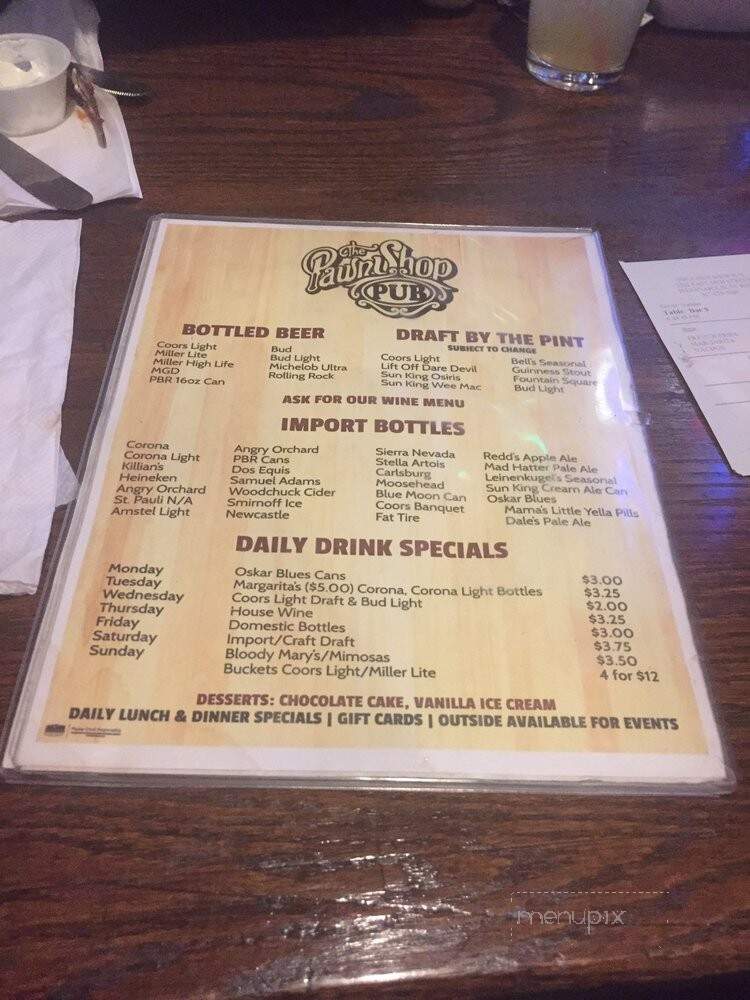 The
Pawn Shop
PUB
BOTTLED BEER
Coors Light
Miller Lite
Miller High Life
MGD
PBR 16oz Can
Bud
Bud Light
Michelob Ultra
Rolling Rock
DRAFT BY THE PINT
SUBJECT TO CHANGE
Coors Light
Lift Off Dare Devil
Sun King Osiris
Sun King Wee Mac
Bell's Seasonal
Guinness Stout
Fountain Square
Bud Light
ASK FOR OUR WINE MENU
IMPORT BOTTLES
Corona
Corona Light
Killian's
Heineken
Angry Orchard
St. Pauli N/A
Amstel Light
Angry Orchard
PBR Cans
Dos Equis
Samuel Adams
Woodchuck Cider
Smirnoff Ice
Newcastle
Sierra Nevada
Stella Artois
Carlsburg
Moosehead
Blue Moon Can
Coors Banquet
Fat Tire
Redd's Apple Ale
Mad Hatter Pale Ale
Leinenkugel's Seasonal
Sun King Cream Ale Can
Oskar Blues
Mama's Little Yella Pills
Dale's Pale Ale
DAILY DRINK SPECIALS
Monday Oskar Blues Cans $3.00
Tuesday Margarita's ($5.00) Corona, Corona Light Bottles $3.25
Wednesday Coors Light Draft & Bud Light $2.00
Thursday House Wine $3.25
Friday Domestic Bottles $3.00
Saturday Import/Craft Draft $3.75
Sunday Bloody Mary's/Mimosas $3.50
Buckets Coors Light/Miller Lite 4 for $12
DESSERTS: CHOCOLATE CAKE, VANILLA ICE CREAM
DAILY LUNCH & DINNER SPECIALS | GIFT CARDS | OUTSIDE AVAILABLE FOR EVENTS
menupix